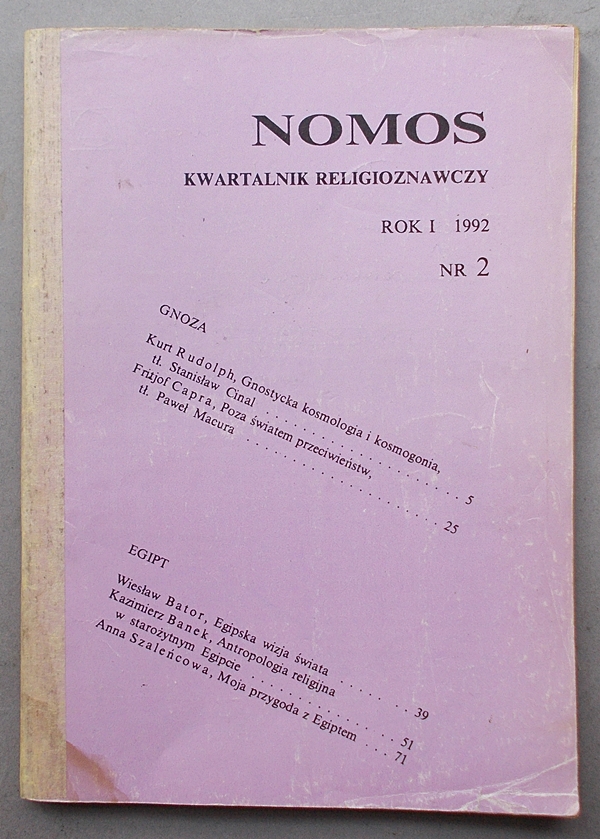 NOMOS
KWARTALNIK RELIGIOZNAWCZY
ROK I 1992
NR 2
GNOZA
Kurt Rudolph, Gnostycka kosmologia i kosmogonia,
tł. Stanisław Cinal . . . . . . . . . . . . . . . . . . . . 5
Fritjof Capra, Poza światem przeciwieństw,
tł. Paweł Macura . . . . . . . . . . . . . . . . . . . . 25
EGIPT
Wiesław Bator, Egipska wizja świata . . . . . . . 39
Kazimierz Banek, Antropologia religijna
w starożytnym Egipcie . . . . . . . . . . . . . . . 51
Anna Szaleńcowa, Moja przygoda z Egiptem . . . . 71